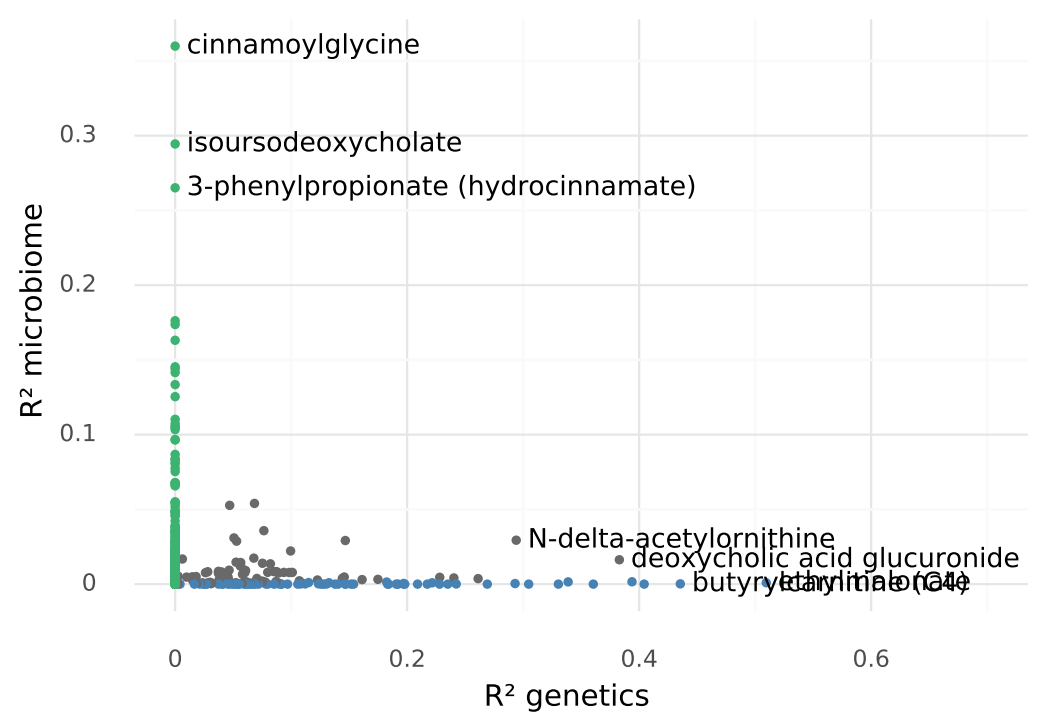 cinnamoylglycine
0.3
isoursodeoxycholate
3-phenylpropionate (hydrocinnamate)
0.2
R² microbiome
0.1
N-delta-acetylornithine
deoxycholic acid glucuronide
butyrylcarnitine (C4)
ethylmalonate
0
0
0.2
0.4
0.6
R² genetics